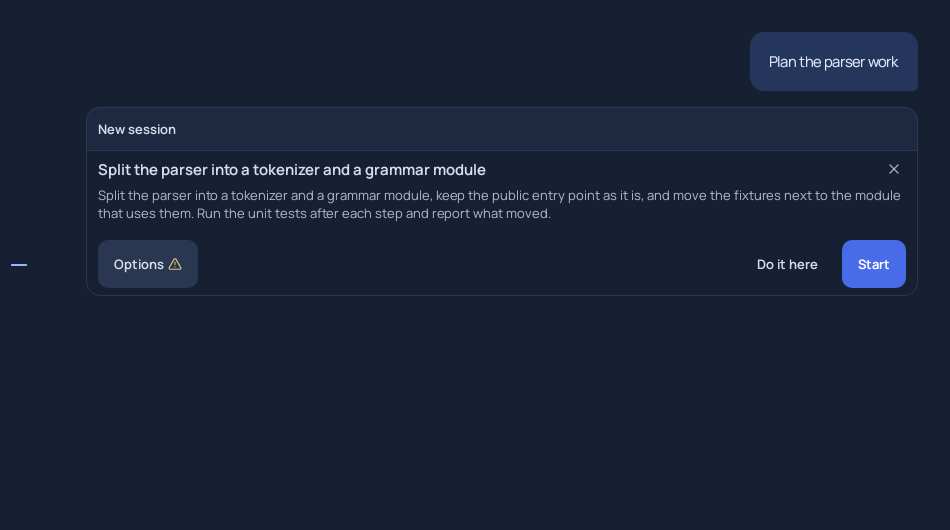 Plan the parser work
New session
Split the parser into a tokenizer and a grammar module
Split the parser into a tokenizer and a grammar module, keep the public entry point as it is, and move the fixtures next to the module
that uses them. Run the unit tests after each step and report what moved.
Options
Do it here
Start